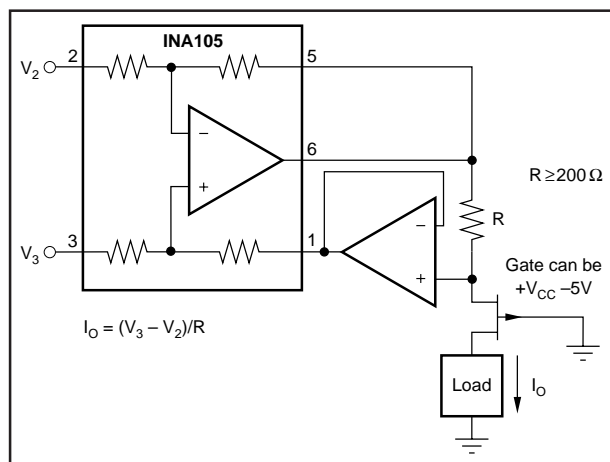 INA105
2
5
V2
−
6
+
R ≥200 Ω
−
R
V3
3
1
+
Gate can be
+VCC –5V
IO = (V3 – V2)/R
Load
IO